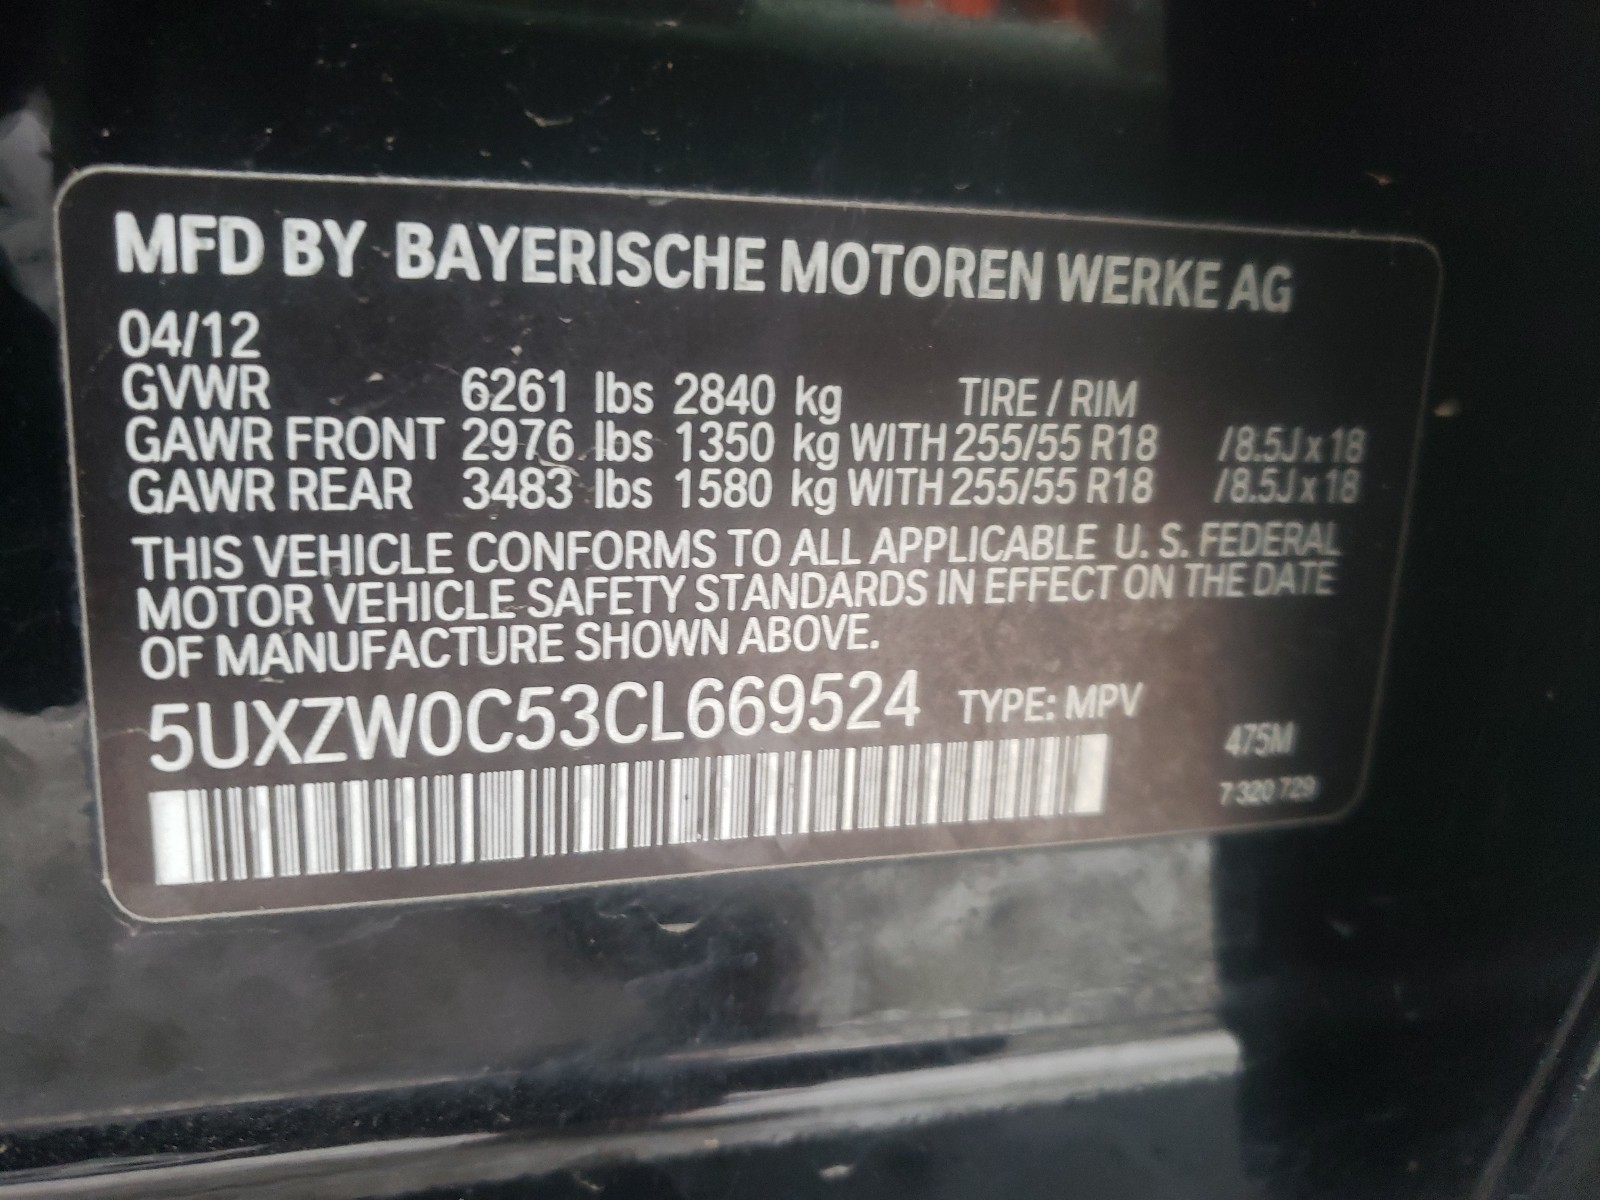 MFD BY BAYERISCHE MOTOREN WERKE AG
04/12
GVWR 6261 lbs 2840 kg TIRE / RIM
GAWR FRONT 2976 lbs 1350 kg WITH 255/55 R18 /8.5J x 18
GAWR REAR 3483 lbs 1580 kg WITH 255/55 R18 /8.5J x 18
THIS VEHICLE CONFORMS TO ALL APPLICABLE U. S. FEDERAL
MOTOR VEHICLE SAFETY STANDARDS IN EFFECT ON THE DATE
OF MANUFACTURE SHOWN ABOVE.
5UXZW0C53CL669524 TYPE: MPV
475M
7 320 729